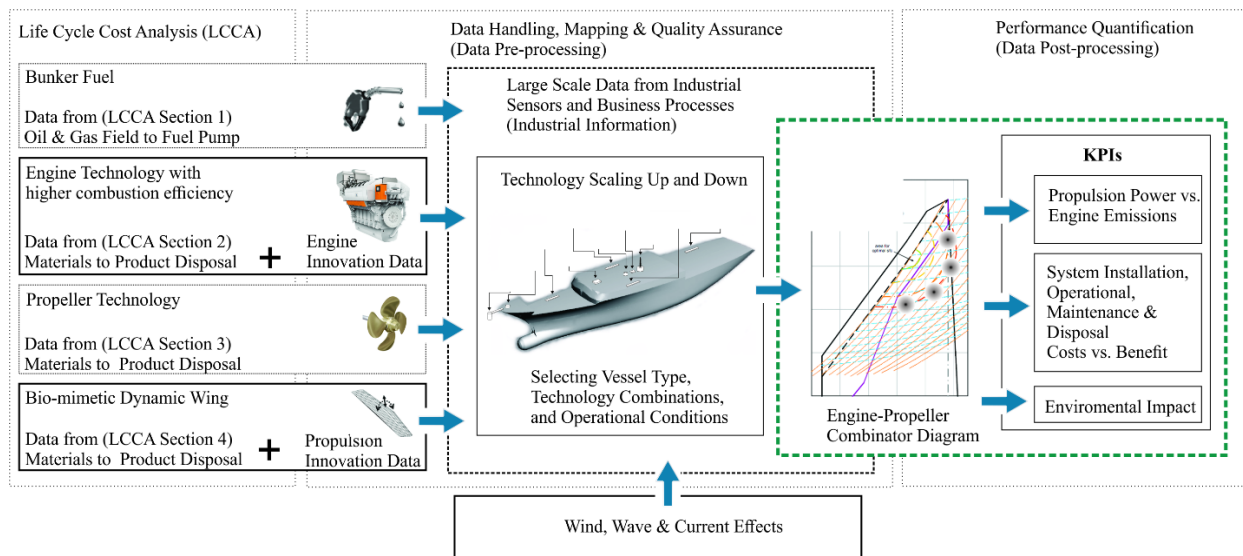 Life Cycle Cost Analysis (LCCA)
Data Handling, Mapping & Quality Assurance
(Data Pre-processing)
Performance Quantification
(Data Post-processing)
Bunker Fuel
Data from (LCCA Section 1)
Oil & Gas Field to Fuel Pump
Engine Technology with
higher combustion efficiency
Data from (LCCA Section 2)
Materials to Product Disposal
+
Engine
Innovation Data
Propeller Technology
Data from (LCCA Section 3)
Materials to Product Disposal
Bio-mimetic Dynamic Wing
Data from (LCCA Section 4)
Materials to Product Disposal
+
Propulsion
Innovation Data
Large Scale Data from Industrial
Sensors and Business Processes
(Industrial Information)
Technology Scaling Up and Down
Selecting Vessel Type,
Technology Combinations,
and Operational Conditions
Wind, Wave & Current Effects
Engine-Propeller
Combinator Diagram
KPIs
Propulsion Power vs.
Engine Emissions
System Installation,
Operational,
Maintenance &
Disposal
Costs vs. Benefit
Enviromental Impact